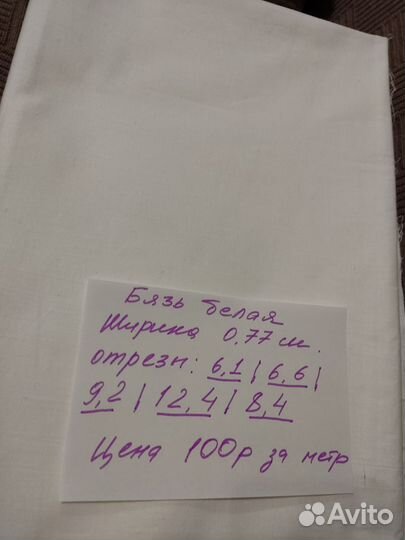 Бязь белая
Ширина 0.77 м.
отрезы: 6,1 | 6,6 |
9,2 | 12,4 | 8,4
Цена 100р за метр
Avito